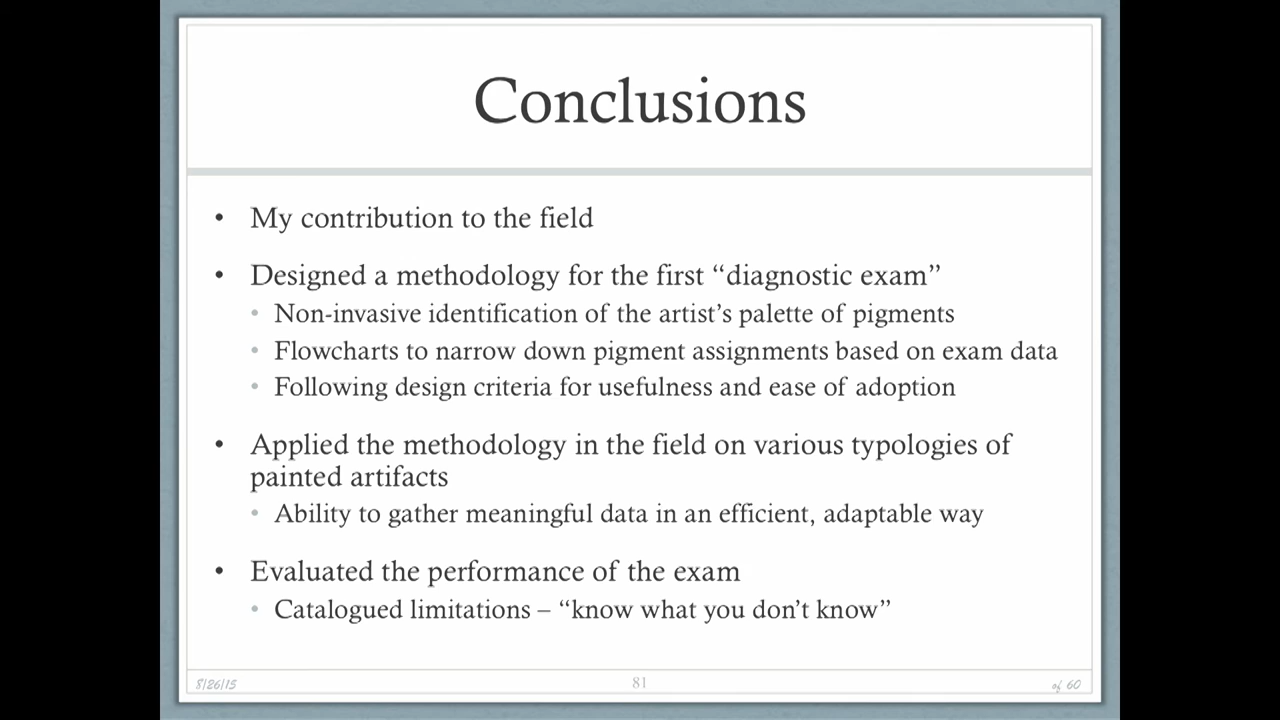 Conclusions
• My contribution to the field
• Designed a methodology for the first “diagnostic exam”
• Non-invasive identification of the artist’s palette of pigments
• Flowcharts to narrow down pigment assignments based on exam data
• Following design criteria for usefulness and ease of adoption
• Applied the methodology in the field on various typologies of
painted artifacts
• Ability to gather meaningful data in an efficient, adaptable way
• Evaluated the performance of the exam
• Catalogued limitations – “know what you don’t know”
8/26/15 81 of 60